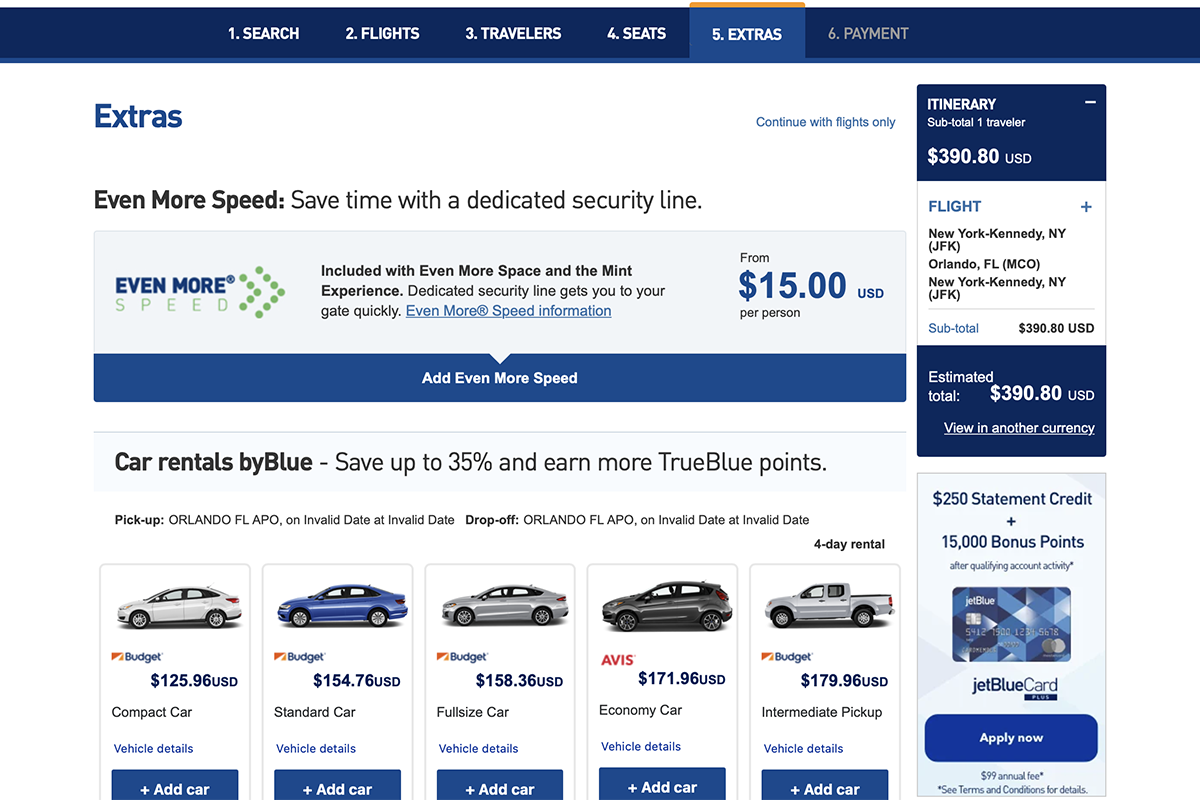 1. SEARCH
2. FLIGHTS
3. TRAVELERS
4. SEATS
5. EXTRAS
6. PAYMENT
Extras
Continue with flights only
Even More Speed: Save time with a dedicated security line.
EVEN MORE®
SPEED
Included with Even More Space and the Mint
Experience. Dedicated security line gets you to your
gate quickly. Even More® Speed information
From
$15.00 USD
per person
Add Even More Speed
Car rentals byBlue - Save up to 35% and earn more TrueBlue points.
Pick-up: ORLANDO FL APO, on Invalid Date at Invalid Date Drop-off: ORLANDO FL APO, on Invalid Date at Invalid Date
4-day rental
Budget
$125.96USD
Compact Car
Vehicle details
+ Add car
Budget
$154.76USD
Standard Car
Vehicle details
+ Add car
Budget
$158.36USD
Fullsize Car
Vehicle details
+ Add car
AVIS
$171.96USD
Economy Car
Vehicle details
+ Add car
Budget
$179.96USD
Intermediate Pickup
Vehicle details
+ Add car
ITINERARY
Sub-total 1 traveler
$390.80 USD
FLIGHT +
New York-Kennedy, NY
(JFK)
Orlando, FL (MCO)
New York-Kennedy, NY
(JFK)
Sub-total $390.80 USD
Estimated
total: $390.80 USD
View in another currency
$250 Statement Credit
+
15,000 Bonus Points
after qualifying account activity*
jetBlue
5412 7500 1234 5678
jetBlueCard
PLUS
Apply now
$99 annual fee*
*See Terms and Conditions for details.